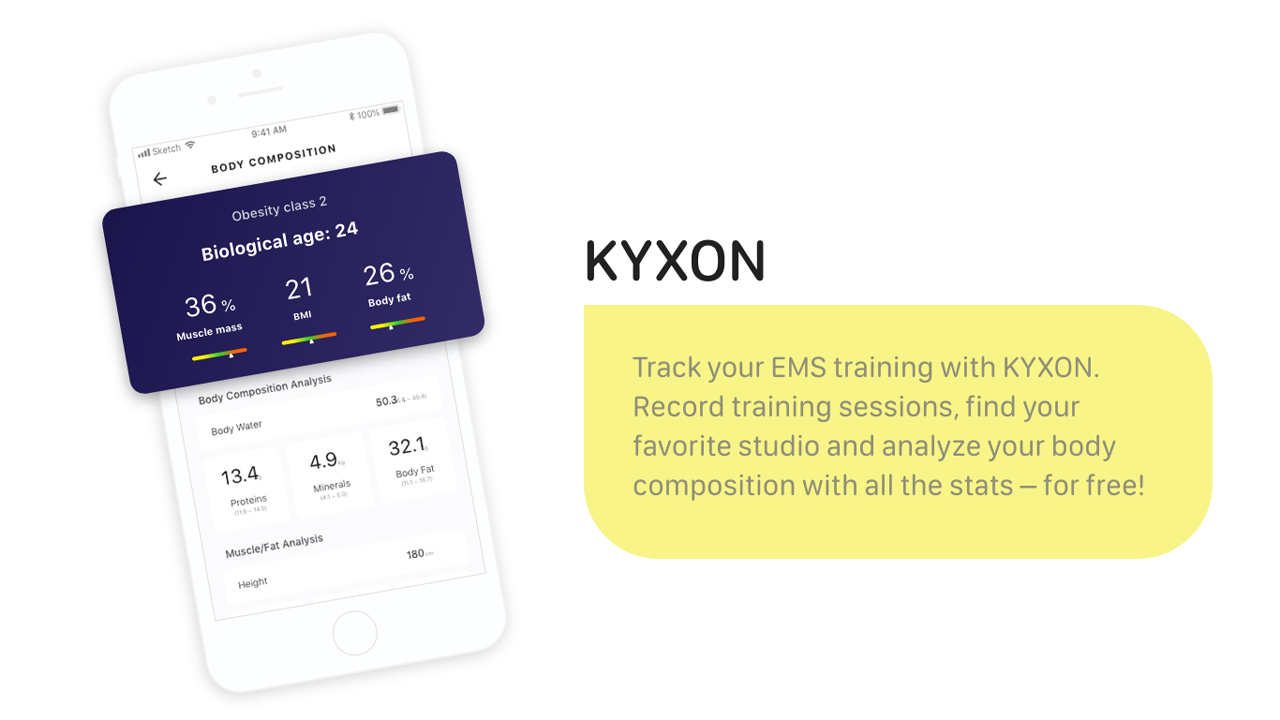 Sketch 9:41 AM 100%
BODY COMPOSITION
Obesity class 2
Biological age: 24
36 % 21 26 %
Muscle mass BMI Body fat
Body Composition Analysis
Body Water 50.3
13.4 4.9 kg 32.1
Proteins Minerals Body Fat
(11.9 – 14.5) (4.1 – 5.0) (11.1 – 16.7)
Muscle/Fat Analysis
Height 180 cm
KYXON
Track your EMS training with KYXON.
Record training sessions, find your
favorite studio and analyze your body
composition with all the stats – for free!